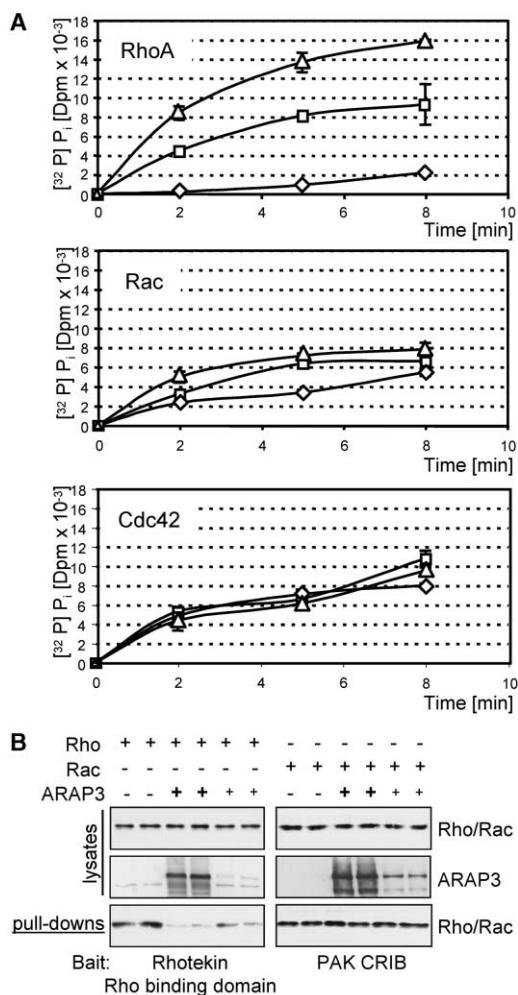 A
RhoA
[³² P] Pᵢ [Dpm x 10⁻³]
18
16
14
12
10
8
6
4
2
0
0 2 4 6 8 10
Time [min]
Rac
[³² P] Pᵢ [Dpm x 10⁻³]
18
16
14
12
10
8
6
4
2
0
0 2 4 6 8 10
Time [min]
Cdc42
[³² P] Pᵢ [Dpm x 10⁻³]
18
16
14
12
10
8
6
4
2
0
0 2 4 6 8 10
Time [min]
B
Rho + + + + + + - - - - - -
Rac - - - - - - + + + + + +
ARAP3 - - + + + + - - + + + +
lysates
Rho/Rac
ARAP3
pull-downs
Rho/Rac
Bait: Rhotekin PAK CRIB
Rho binding domain